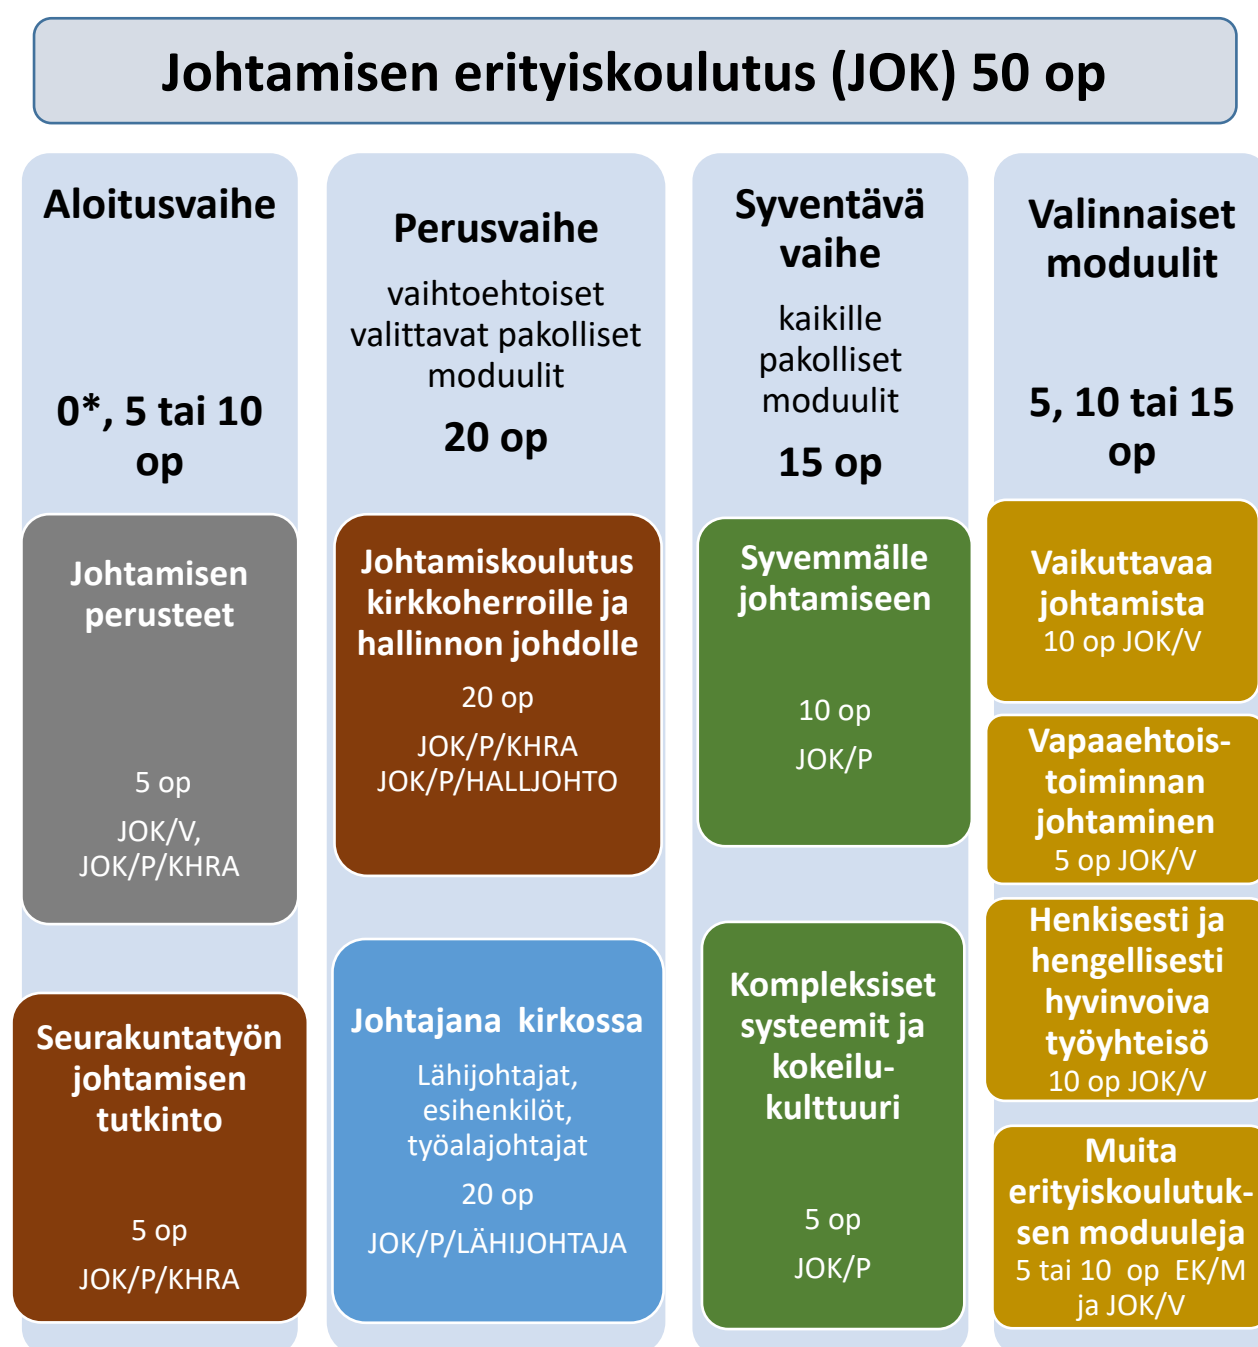 Johtamisen erityiskoulutus (JOK) 50 op
Aloitusvaihe
0*, 5 tai 10
op
Johtamisen
perusteet
5 op
JOK/V,
JOK/P/KHRA
Seurakuntatyön
johtamisen
tutkinto
5 op
JOK/P/KHRA
Perusvaihe
vaihtoehtoiset
valittavat pakolliset
moduulit
20 op
Johtamiskoulutus
kirkkoherroille ja
hallinnon johdolle
20 op
JOK/P/KHRA
JOK/P/HALLJOHTO
Johtajana kirkossa
Lähijohtajat,
esihenkilöt,
työalajohtajat
20 op
JOK/P/LÄHIJOHTAJA
Syventävä
vaihe
kaikille
pakolliset
moduulit
15 op
Syvemmälle
johtamiseen
10 op
JOK/P
Kompleksiset
systeemit ja
kokeilu-
kulttuuri
5 op
JOK/P
Valinnaiset
moduulit
5, 10 tai 15
op
Vaikuttavaa
johtamista
10 op JOK/V
Vapaaehtois-
toiminnan
johtaminen
5 op JOK/V
Henkisesti ja
hengellisesti
hyvinvoiva
työyhteisö
10 op JOK/V
Muita
erityiskoulutuk-
sen moduuleja
5 tai 10 op EK/M
ja JOK/V